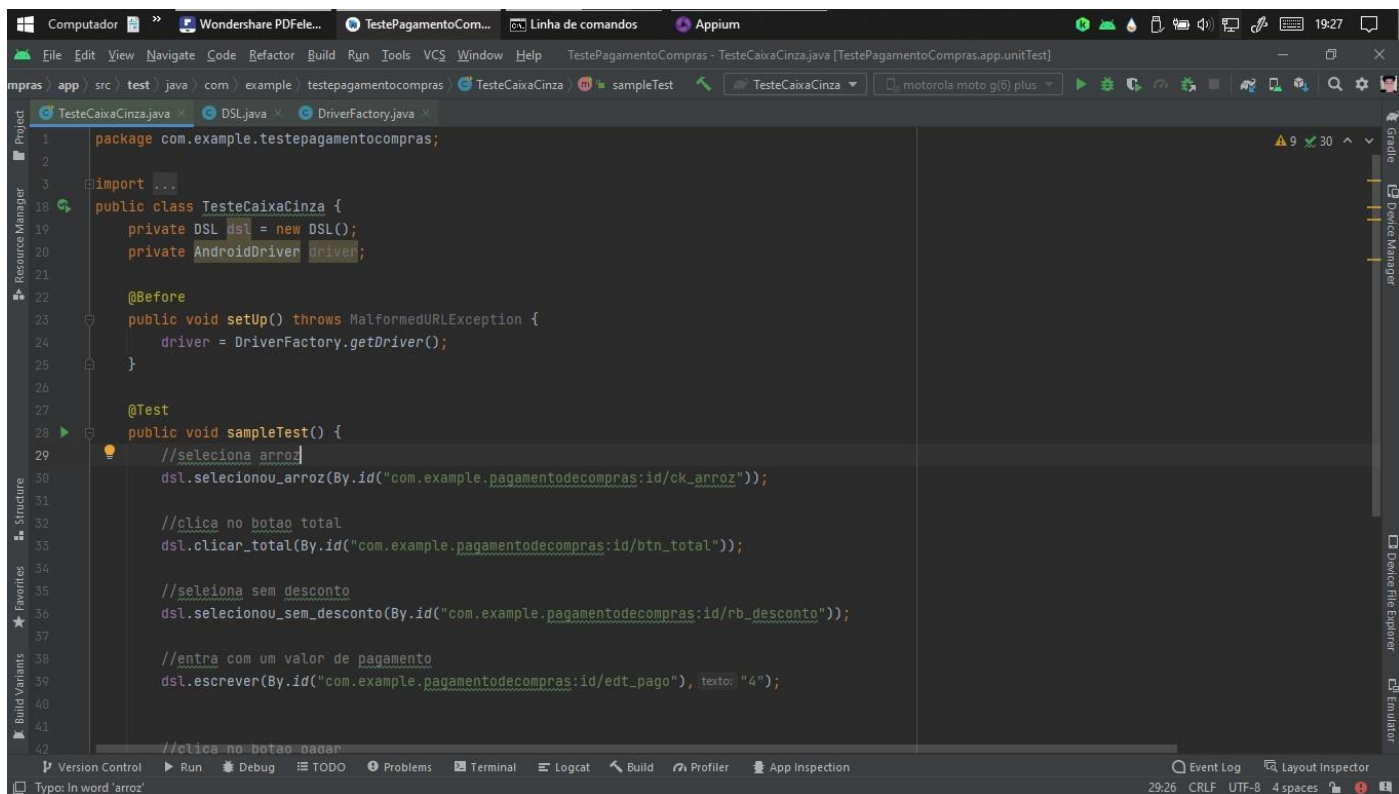 Computador » Wondershare PDFele... TestePagamentoCom... Linha de comandos Appium 19:27
File Edit View Navigate Code Refactor Build Run Tools VCS Window Help TestePagamentoCompras - TesteCaixaCinza.java [TestePagamentoCompras.app.unitTest]
mpras app src test java com example testepagamentocompras TesteCaixaCinza sampleTest TesteCaixaCinza motorola moto g(6) plus
TesteCaixaCinza.java DSL.java DriverFactory.java
Project
Resource Manager
Structure
Favorites
Build Variants
1 package com.example.testepagamentocompras; 9 30
2
3 import ...
18 public class TesteCaixaCinza {
19 private DSL dsl = new DSL();
20 private AndroidDriver driver;
21
22 @Before
23 public void setUp() throws MalformedURLException {
24 driver = DriverFactory.getDriver();
25 }
26
27 @Test
28 public void sampleTest() {
29 //seleciona arroz
30 dsl.selecionou_arroz(By.id("com.example.pagamentodecompras:id/ck_arroz"));
31
32 //clica no botao total
33 dsl.clicar_total(By.id("com.example.pagamentodecompras:id/btn_total"));
34
35 //seleiona sem desconto
36 dsl.selecionou_sem_desconto(By.id("com.example.pagamentodecompras:id/rb_desconto"));
37
38 //entra com um valor de pagamento
39 dsl.escrever(By.id("com.example.pagamentodecompras:id/edt_pago"), texto: "4");
40
41
42 //clica no botao pagar
Gradle
Device Manager
Device File Explorer
Emulator
Version Control Run Debug TODO Problems Terminal Logcat Build Profiler App Inspection Event Log Layout Inspector
Typo: In word 'arroz' 29:26 CRLF UTF-8 4 spaces